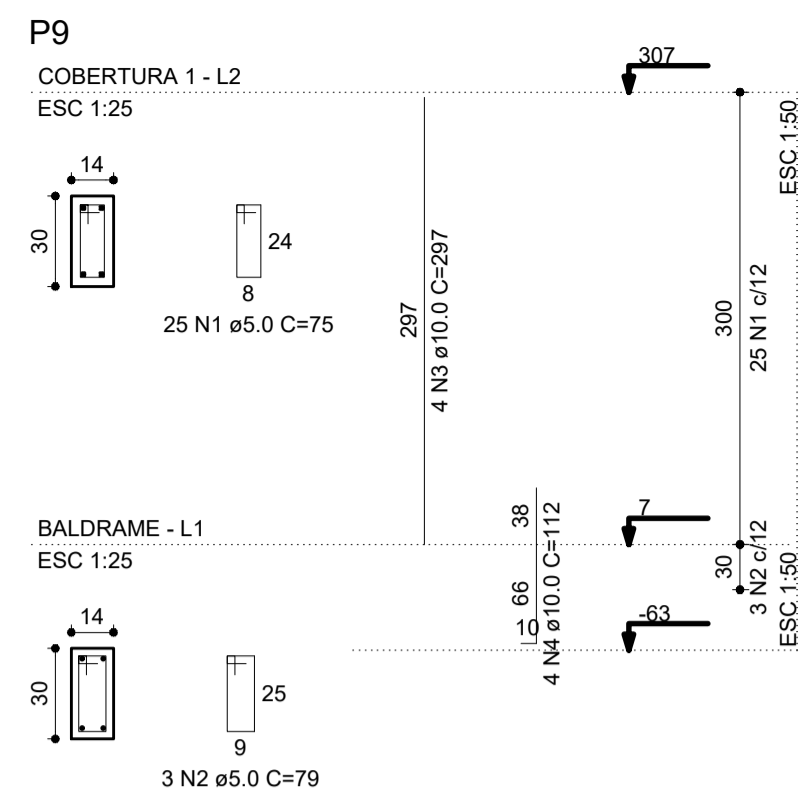 P9
COBERTURA 1 - L2
ESC 1:25
307
ESC 1:50
14
30
24
8
25 N1 ø5.0 C=75
297
4 N3 ø10.0 C=297
300
25 N1 c/12
BALDRAME - L1
ESC 1:25
7
38
66
10
4 N4 ø10.0 C=112
30
3 N2 c/12
ESC 1:50
-63
14
30
25
9
3 N2 ø5.0 C=79